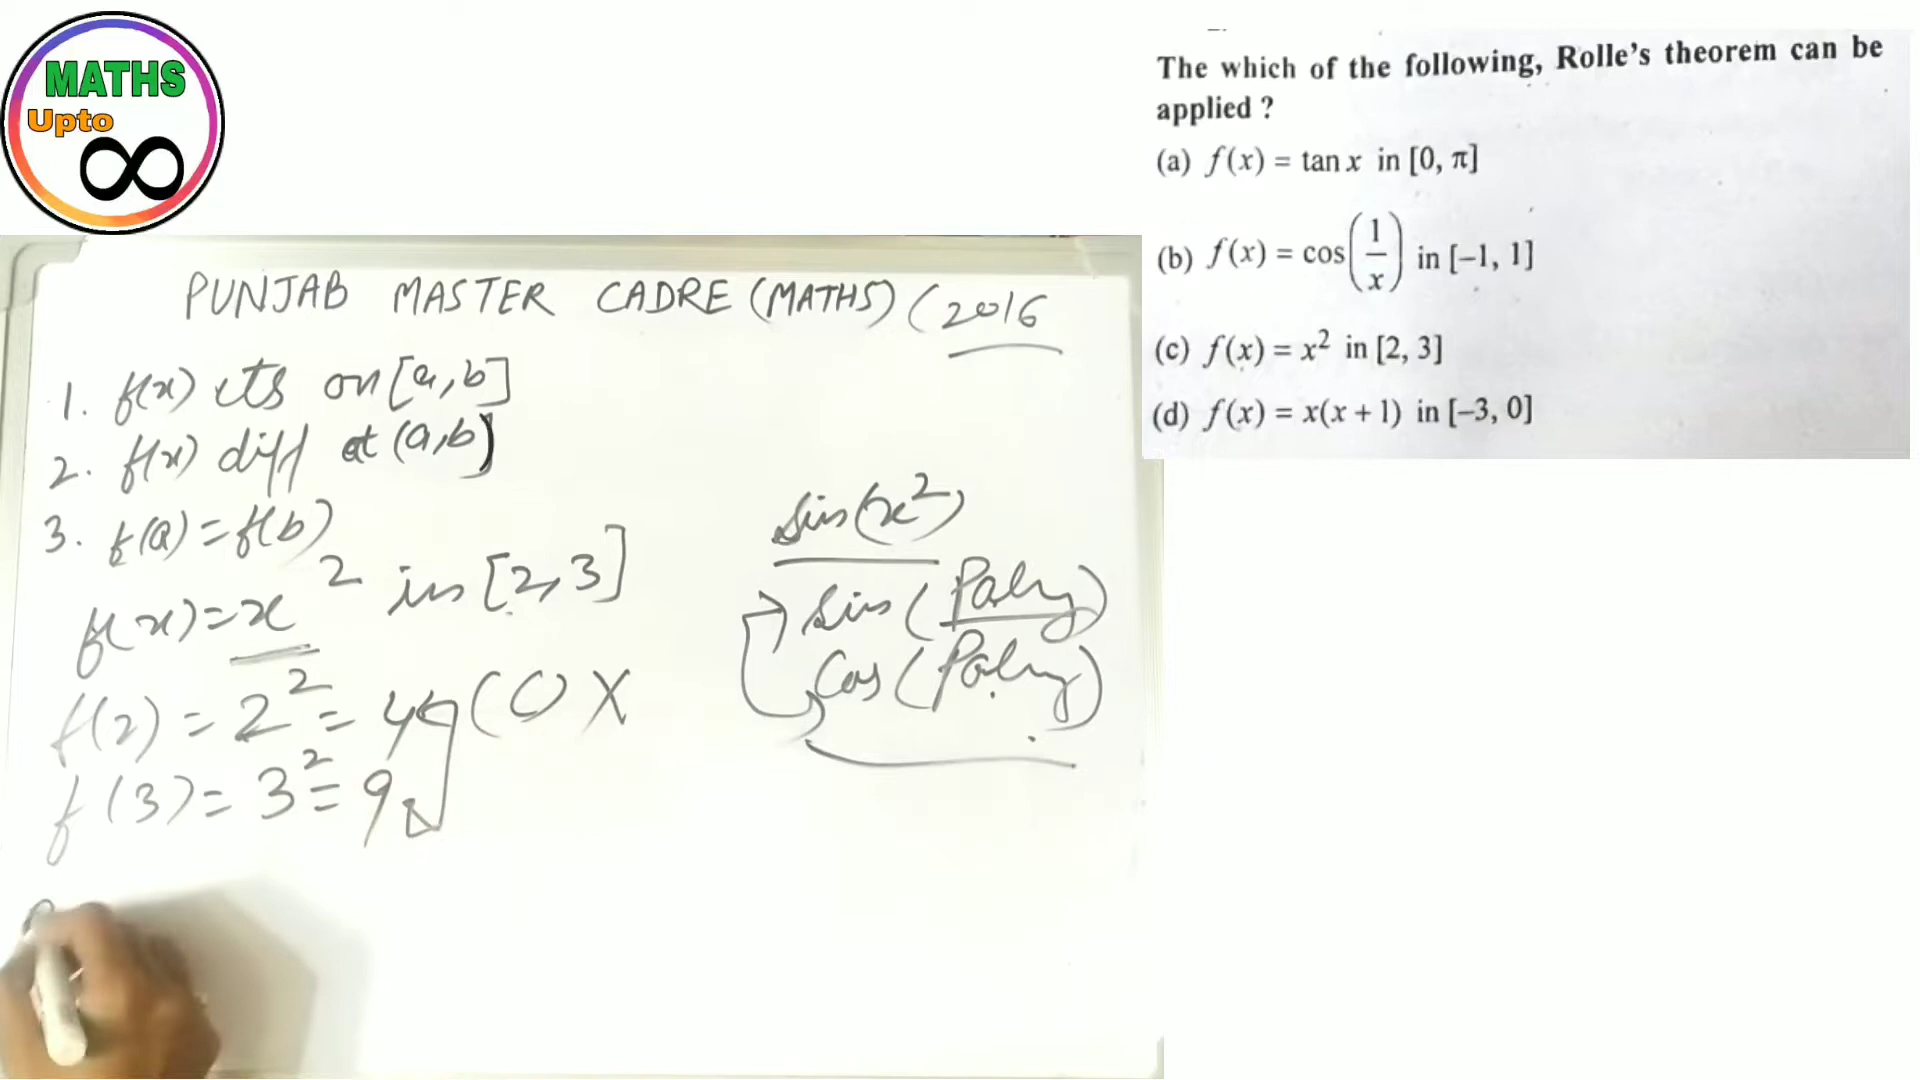 MATHS
Upto
∞
The which of the following, Rolle's theorem can be
applied ?
(a) f(x) = tan x in [0, π]
(b) f(x) = cos(1/x) in [–1, 1]
(c) f(x) = x² in [2, 3]
(d) f(x) = x(x + 1) in [–3, 0]
PUNJAB MASTER CADRE (MATHS) (2016
1. f(x) cts on [a,b]
2. f(x) diff at (a,b)
3. f(a) = f(b)
f(x) = x² in [2,3]
f(2) = 2² = 4
f(3) = 3² = 9
(C) X
sin(x²)
sin(Poly)
Cos(Poly)